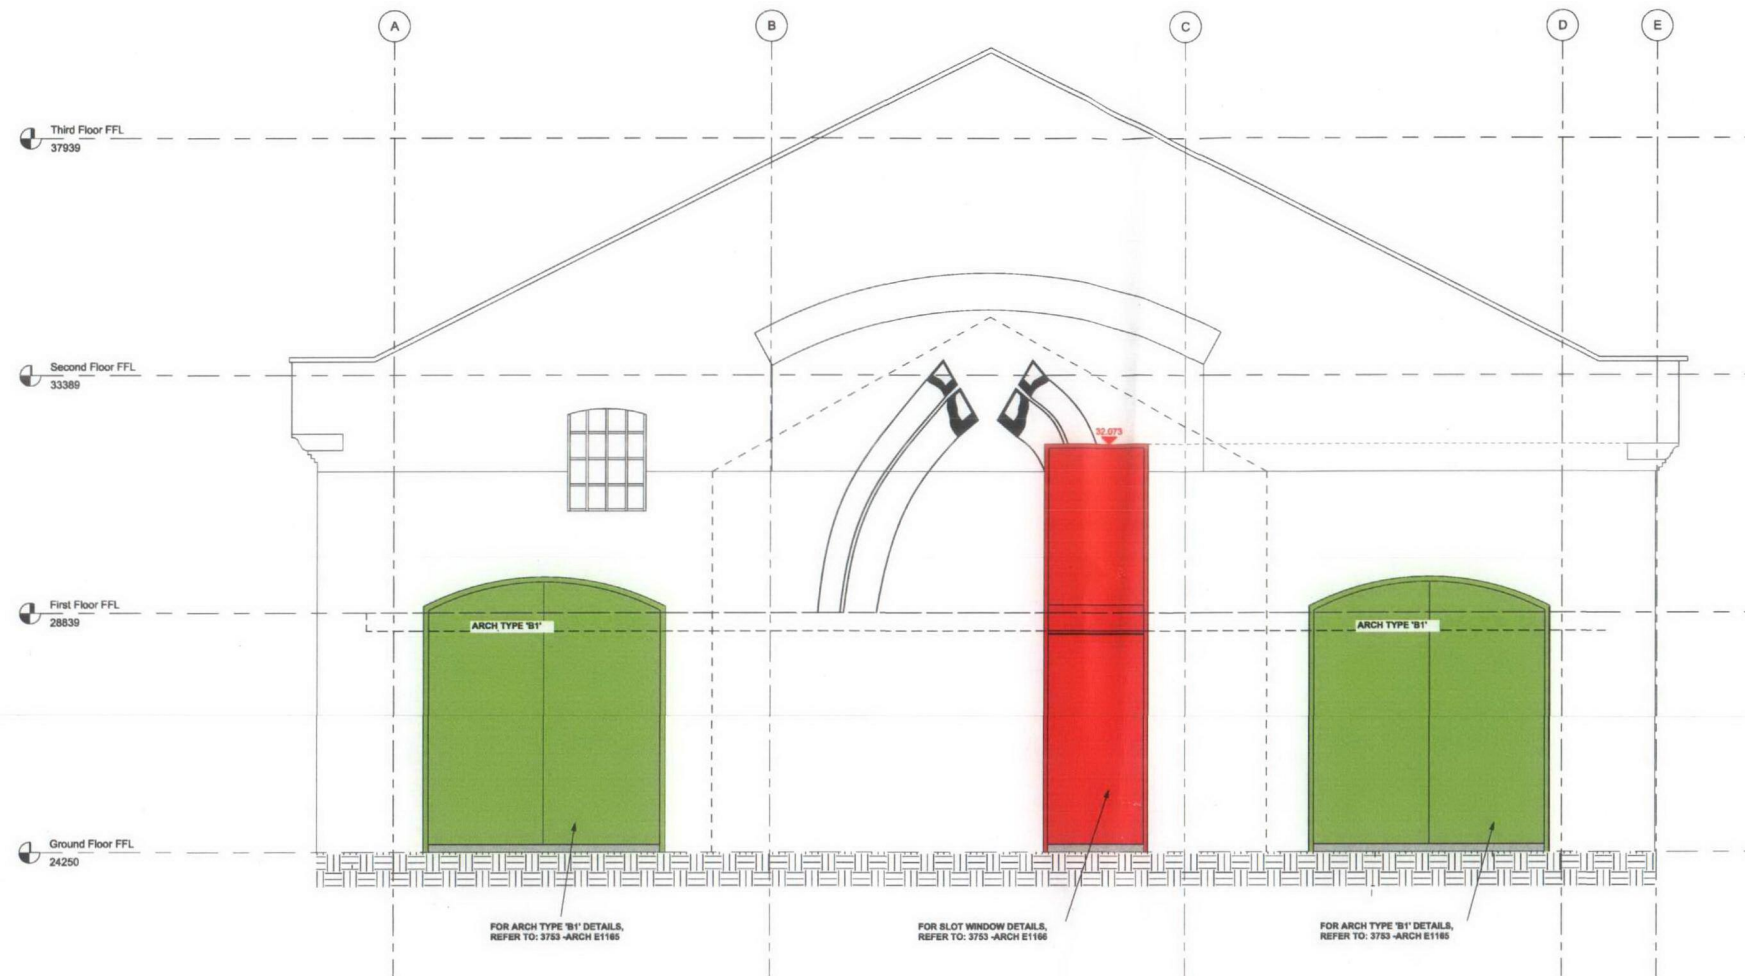 A
B
C
D
E
Third Floor FFL
37939
Second Floor FFL
33389
32.073
First Floor FFL
28839
ARCH TYPE 'B1'
ARCH TYPE 'B1'
Ground Floor FFL
24250
FOR ARCH TYPE 'B1' DETAILS,
REFER TO: 3753 -ARCH E1165
FOR SLOT WINDOW DETAILS,
REFER TO: 3753 -ARCH E1166
FOR ARCH TYPE 'B1' DETAILS,
REFER TO: 3753 -ARCH E1165